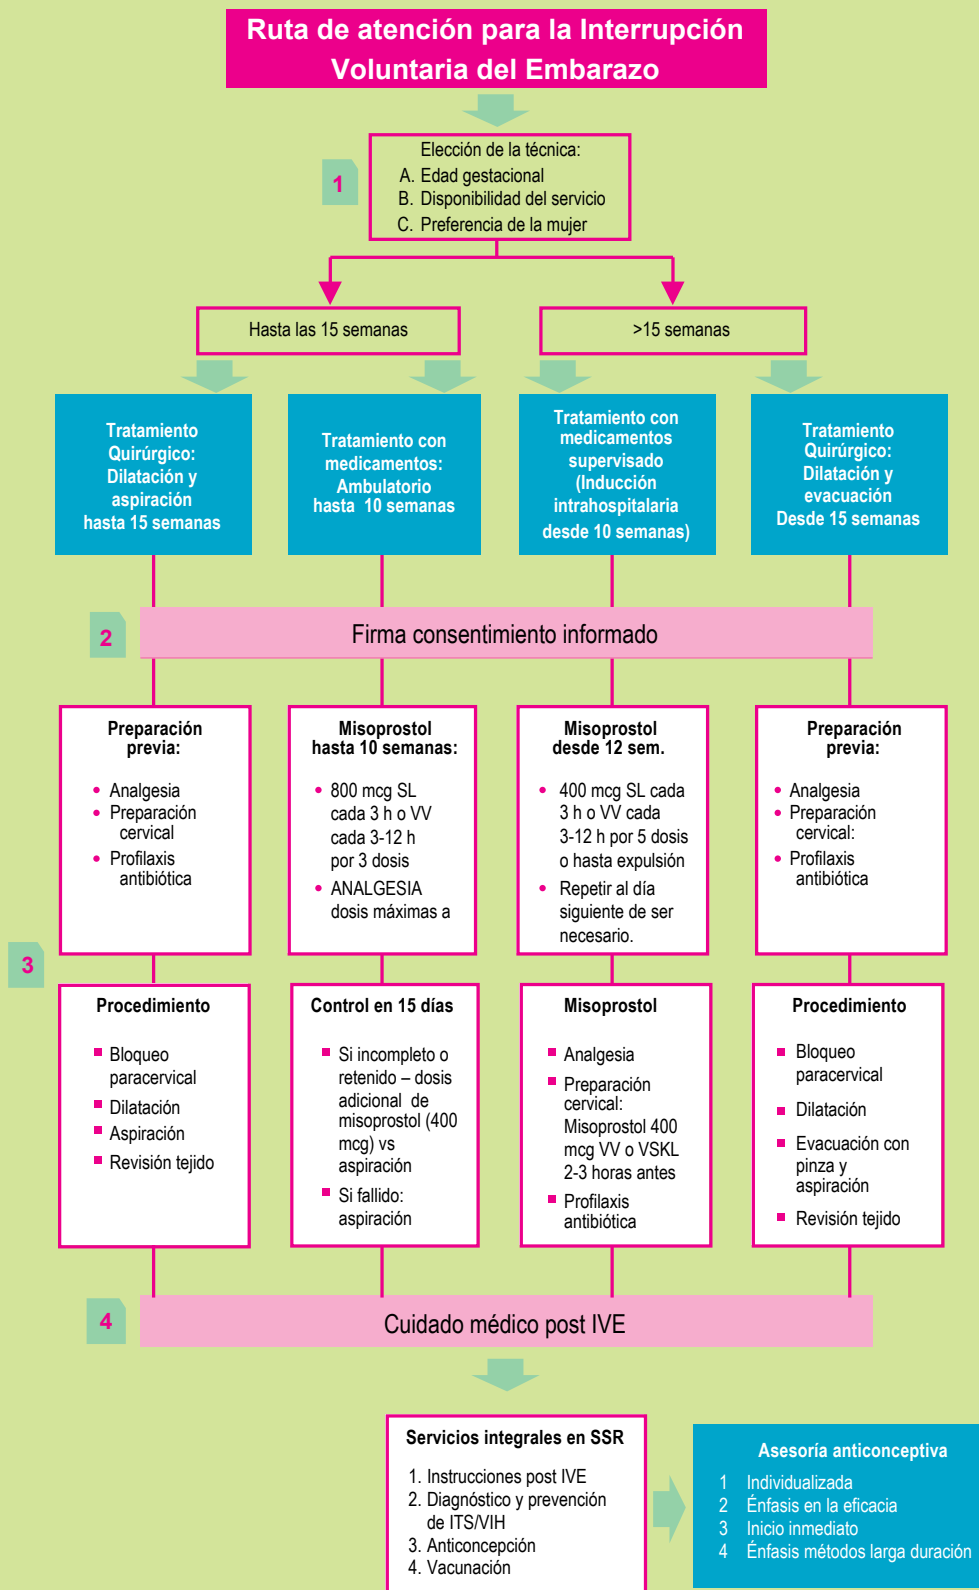 Ruta de atención para la Interrupción
Voluntaria del Embarazo
1
Elección de la técnica:
A. Edad gestacional
B. Disponibilidad del servicio
C. Preferencia de la mujer
Hasta las 15 semanas
>15 semanas
Tratamiento
Quirúrgico:
Dilatación y
aspiración
hasta 15 semanas
Tratamiento con
medicamentos:
Ambulatorio
hasta 10 semanas
Tratamiento con
medicamentos
supervisado
(Inducción
intrahospitalaria
desde 10 semanas)
Tratamiento
Quirúrgico:
Dilatación y
evacuación
Desde 15 semanas
2
Firma consentimiento informado
3
Preparación
previa:
• Analgesia
• Preparación
cervical
• Profilaxis
antibiótica
Misoprostol
hasta 10 semanas:
• 800 mcg SL
cada 3 h o VV
cada 3-12 h
por 3 dosis
• ANALGESIA
dosis máximas a
Misoprostol
desde 12 sem.
• 400 mcg SL cada
3 h o VV cada
3-12 h por 5 dosis
o hasta expulsión
• Repetir al día
siguiente de ser
necesario.
Preparación
previa:
• Analgesia
• Preparación
cervical:
• Profilaxis
antibiótica
Procedimiento
▪ Bloqueo
paracervical
▪ Dilatación
▪ Aspiración
▪ Revisión tejido
Control en 15 días
▪ Si incompleto o
retenido – dosis
adicional de
misoprostol (400
mcg) vs
aspiración
▪ Si fallido:
aspiración
Misoprostol
▪ Analgesia
▪ Preparación
cervical:
Misoprostol 400
mcg VV o VSKL
2-3 horas antes
▪ Profilaxis
antibiótica
Procedimiento
▪ Bloqueo
paracervical
▪ Dilatación
▪ Evacuación con
pinza y
aspiración
▪ Revisión tejido
4
Cuidado médico post IVE
Servicios integrales en SSR
1. Instrucciones post IVE
2. Diagnóstico y prevención
de ITS/VIH
3. Anticoncepción
4. Vacunación
Asesoría anticonceptiva
1 Individualizada
2 Énfasis en la eficacia
3 Inicio inmediato
4 Énfasis métodos larga duración